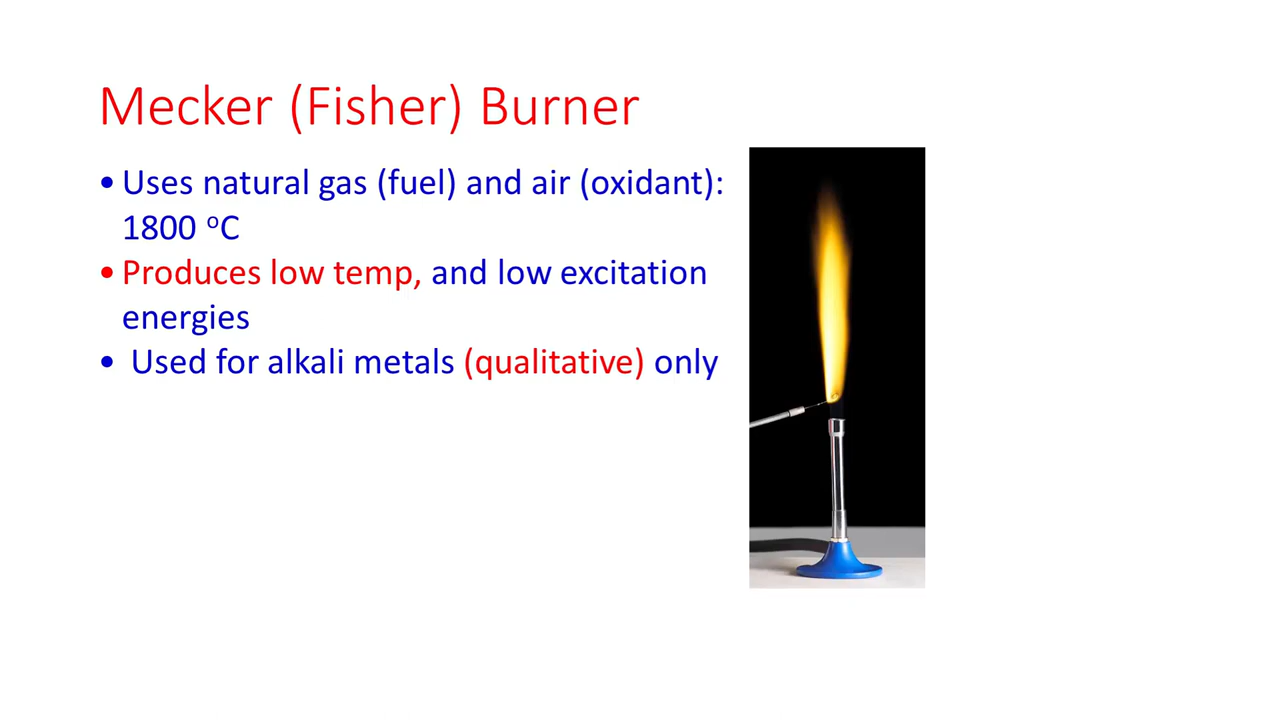 Mecker (Fisher) Burner
• Uses natural gas (fuel) and air (oxidant):
1800 ºC
• Produces low temp, and low excitation
energies
• Used for alkali metals (qualitative) only